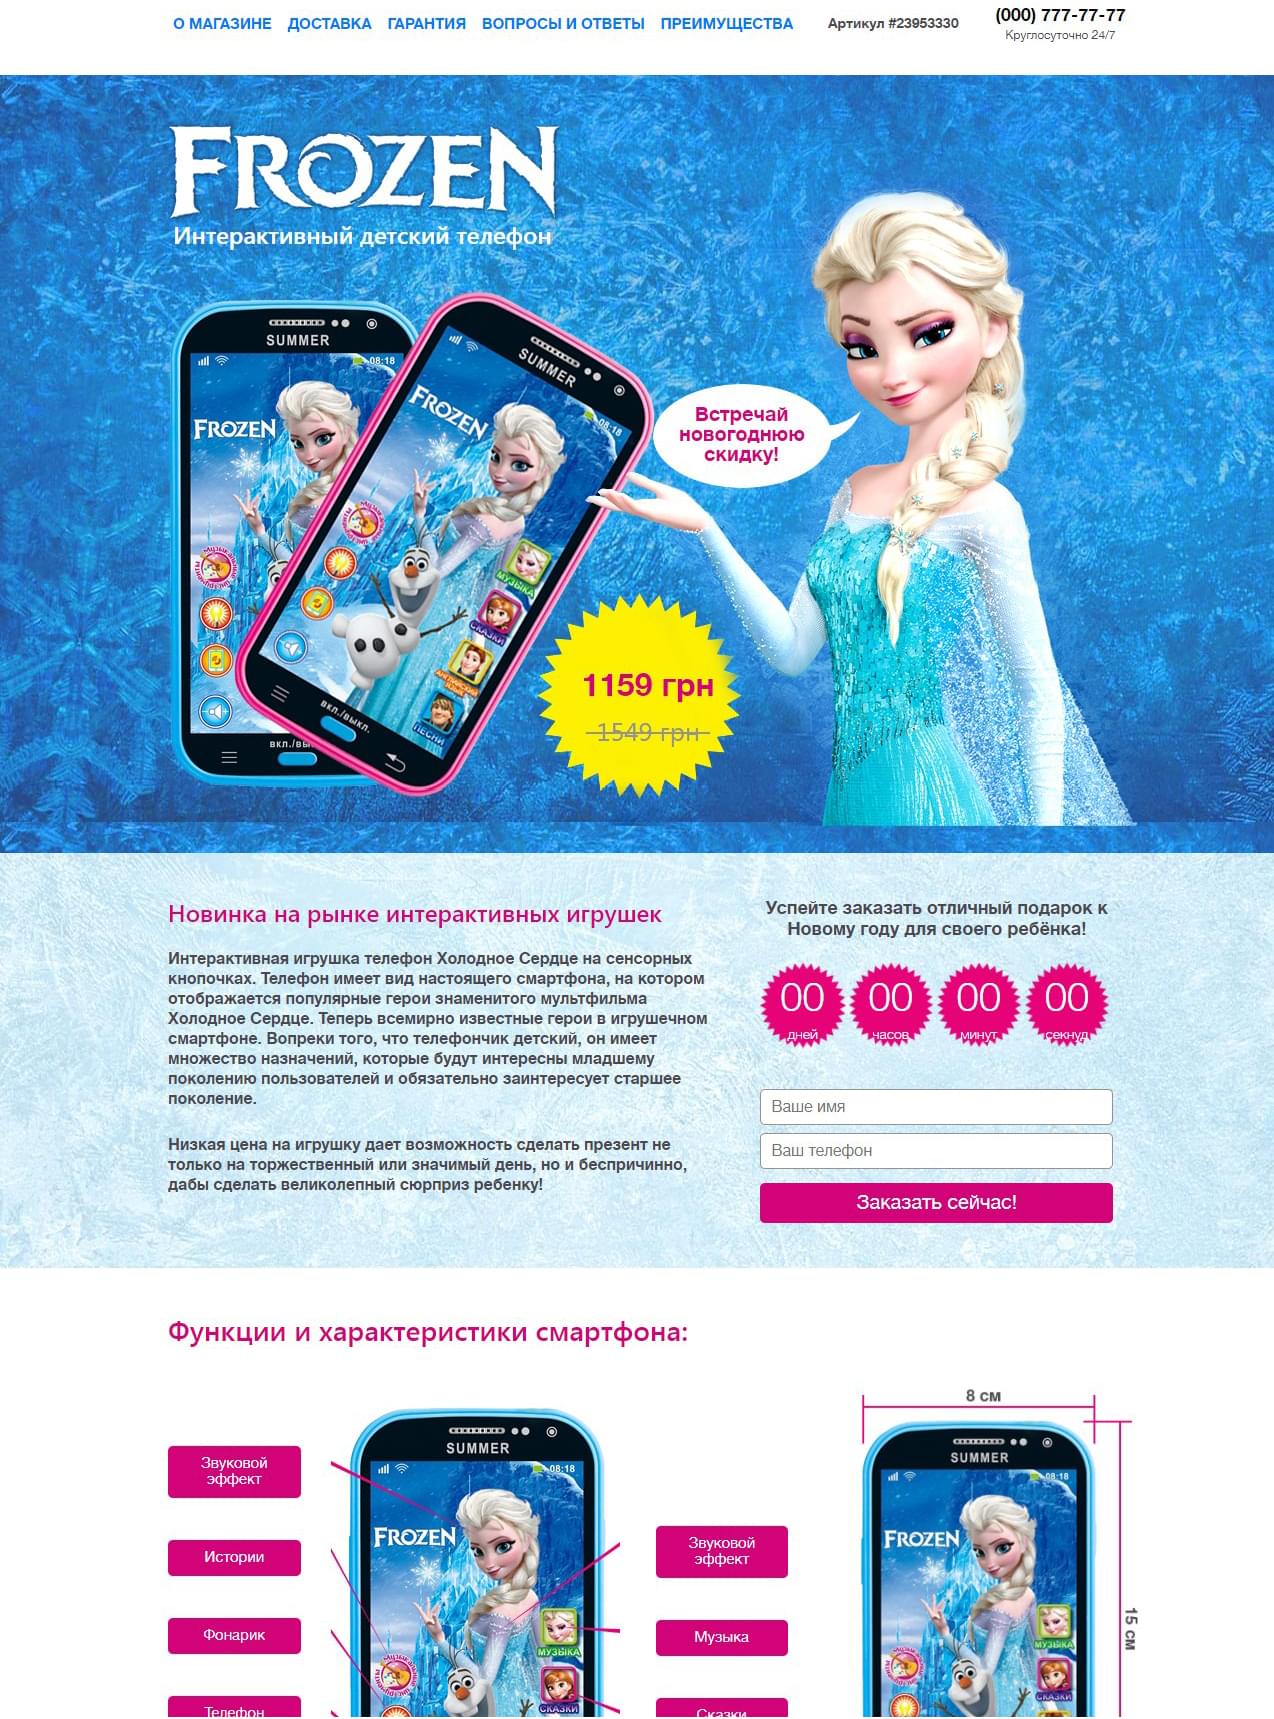 О МАГАЗИНЕ ДОСТАВКА ГАРАНТИЯ ВОПРОСЫ И ОТВЕТЫ ПРЕИМУЩЕСТВА
Артикул #23953330
(000) 777-77-77
Круглосуточно 24/7
FROZEN
Интерактивный детский телефон
SUMMER
08:18
FROZEN
вкл./вы
SUMMER
08:18
FROZEN
МУЗЫКА
СКАЗКИ
АНГЛИЙСКИЙ
ЯЗЫК
ПЕСНИ
вкл./выкл.
Встречай
новогоднюю
скидку!
1159 грн
1549 грн
Новинка на рынке интерактивных игрушек
Интерактивная игрушка телефон Холодное Сердце на сенсорных
кнопочках. Телефон имеет вид настоящего смартфона, на котором
отображается популярные герои знаменитого мультфильма
Холодное Сердце. Теперь всемирно известные герои в игрушечном
смартфоне. Вопреки того, что телефончик детский, он имеет
множество назначений, которые будут интересны младшему
поколению пользователей и обязательно заинтересует старшее
поколение.
Низкая цена на игрушку дает возможность сделать презент не
только на торжественный или значимый день, но и беспричинно,
дабы сделать великолепный сюрприз ребенку!
Успейте заказать отличный подарок к
Новому году для своего ребёнка!
00 00 00 00
дней часов минут секнуд
Ваше имя
Ваш телефон
Заказать сейчас!
Функции и характеристики смартфона:
Звуковой
эффект
Истории
Фонарик
Телефон
SUMMER
08:18
FROZEN
МУЗЫКА
СКАЗКИ
Звуковой
эффект
Музыка
Сказки
8 см
15 см
SUMMER
08:18
FROZEN
МУЗЫКА
СКАЗКИ